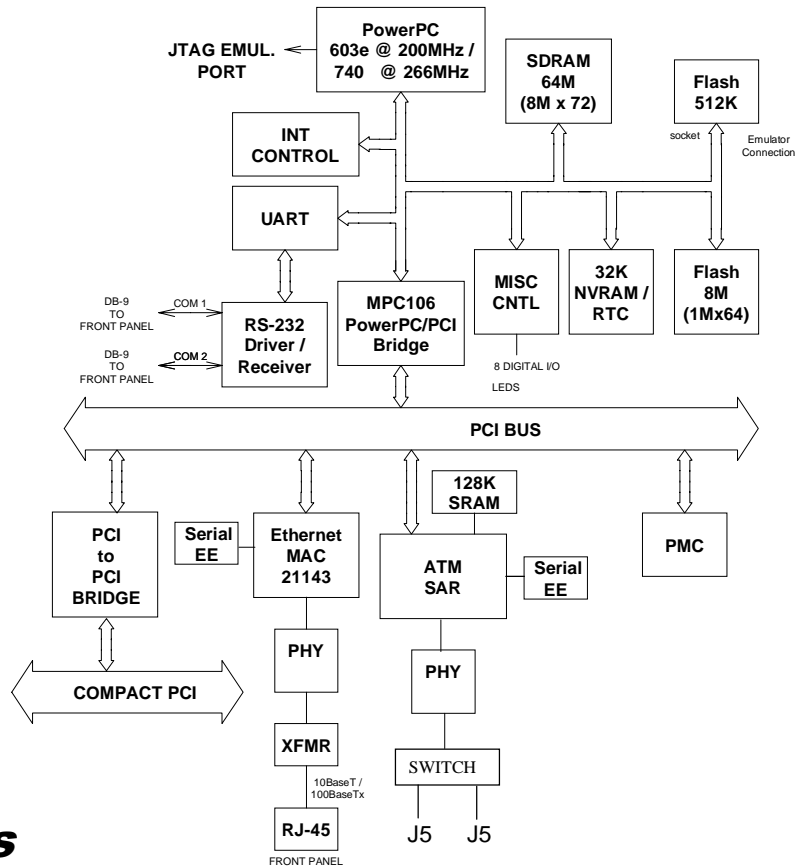 PowerPC
603e @ 200MHz /
740 @ 266MHz
JTAG EMUL.
PORT
SDRAM
64M
(8M x 72)
Flash
512K
socket
Emulator
Connection
INT
CONTROL
UART
MISC
CNTL
32K
NVRAM /
RTC
Flash
8M
(1Mx64)
MPC106
PowerPC/PCI
Bridge
RS-232
Driver /
Receiver
DB-9
TO
FRONT PANEL
COM 1
DB-9
TO
FRONT PANEL
COM 2
8 DIGITAL I/O
LEDS
PCI BUS
PCI
to
PCI
BRIDGE
Serial
EE
Ethernet
MAC
21143
128K
SRAM
ATM
SAR
Serial
EE
PMC
PHY
PHY
COMPACT PCI
XFMR
SWITCH
10BaseT /
100BaseTx
RJ-45
FRONT PANEL
J5
J5
s